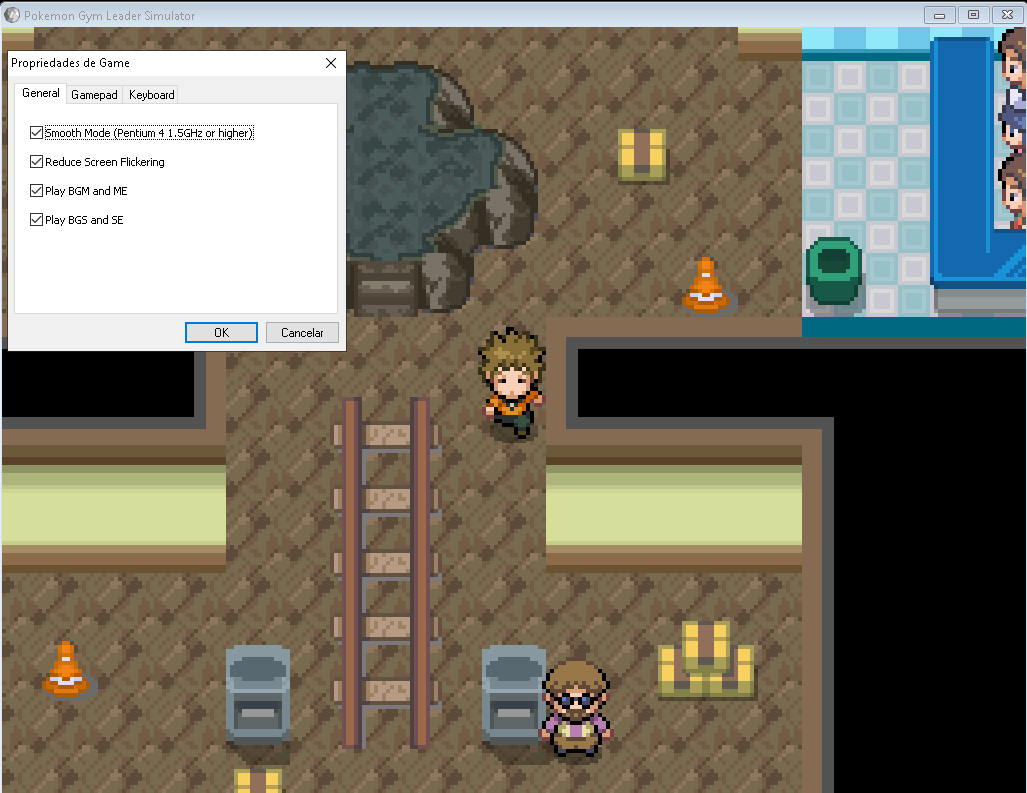 Pokemon Gym Leader Simulator
Propriedades de Game
General Gamepad Keyboard
Smooth Mode (Pentium 4 1.5GHz or higher)
Reduce Screen Flickering
Play BGM and ME
Play BGS and SE
OK Cancelar